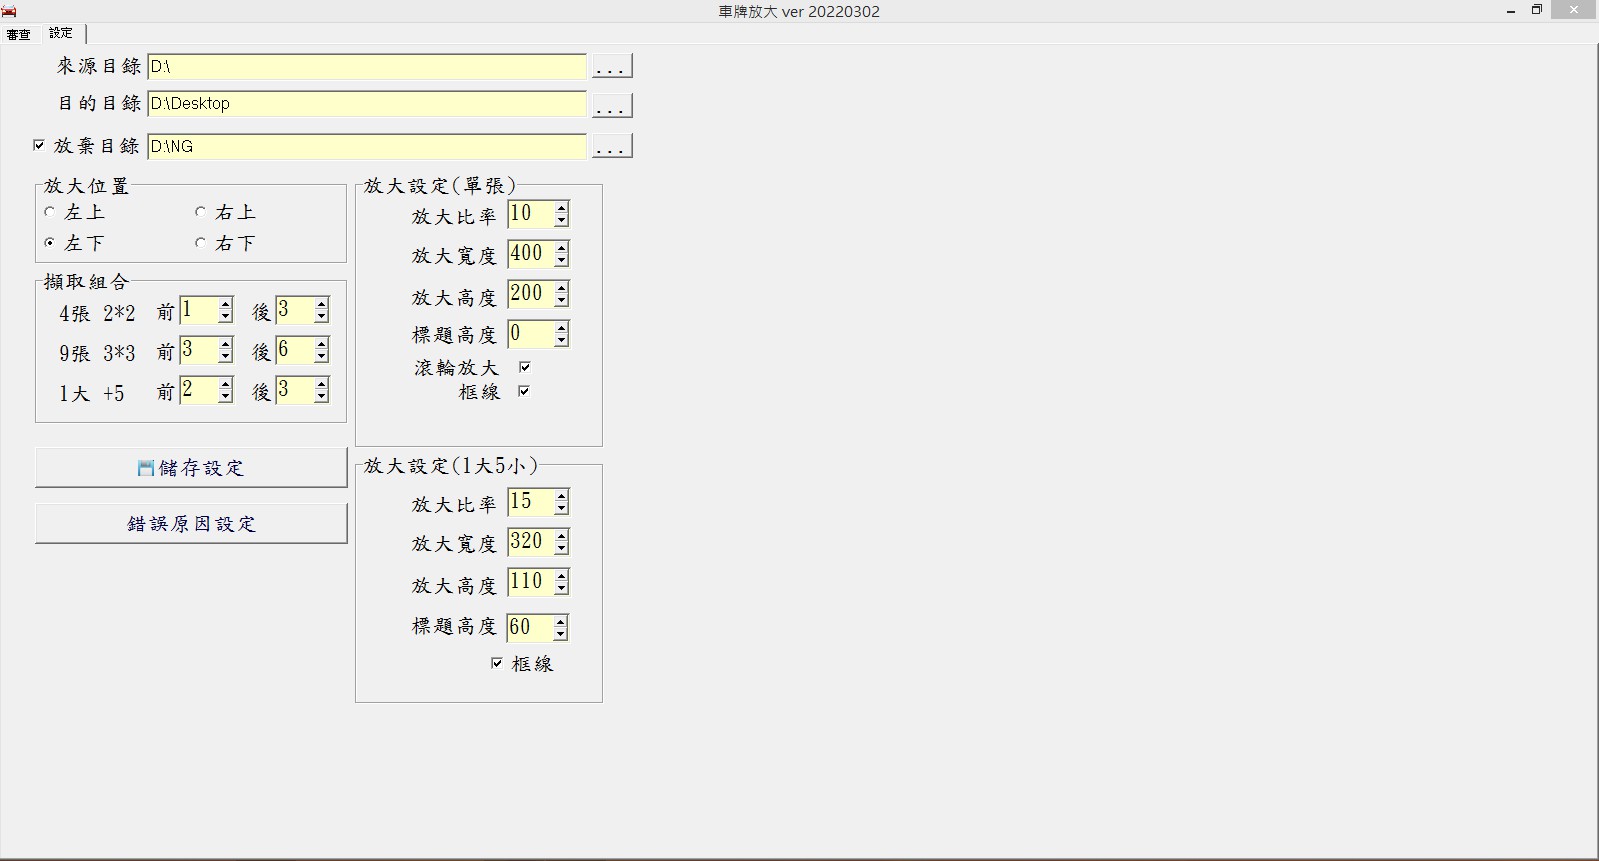 車牌放大 ver 20220302
審查 設定
來源目錄 D:\ ...
目的目錄 D:\Desktop ...
放棄目錄 D:\NG ...
放大位置
左上 右上
左下 右下
擷取組合
4張 2*2 前 1 後 3
9張 3*3 前 3 後 6
1大 +5 前 2 後 3
儲存設定
錯誤原因設定
放大設定(單張)
放大比率 10
放大寬度 400
放大高度 200
標題高度 0
滾輪放大
框線
放大設定(1大5小)
放大比率 15
放大寬度 320
放大高度 110
標題高度 60
框線